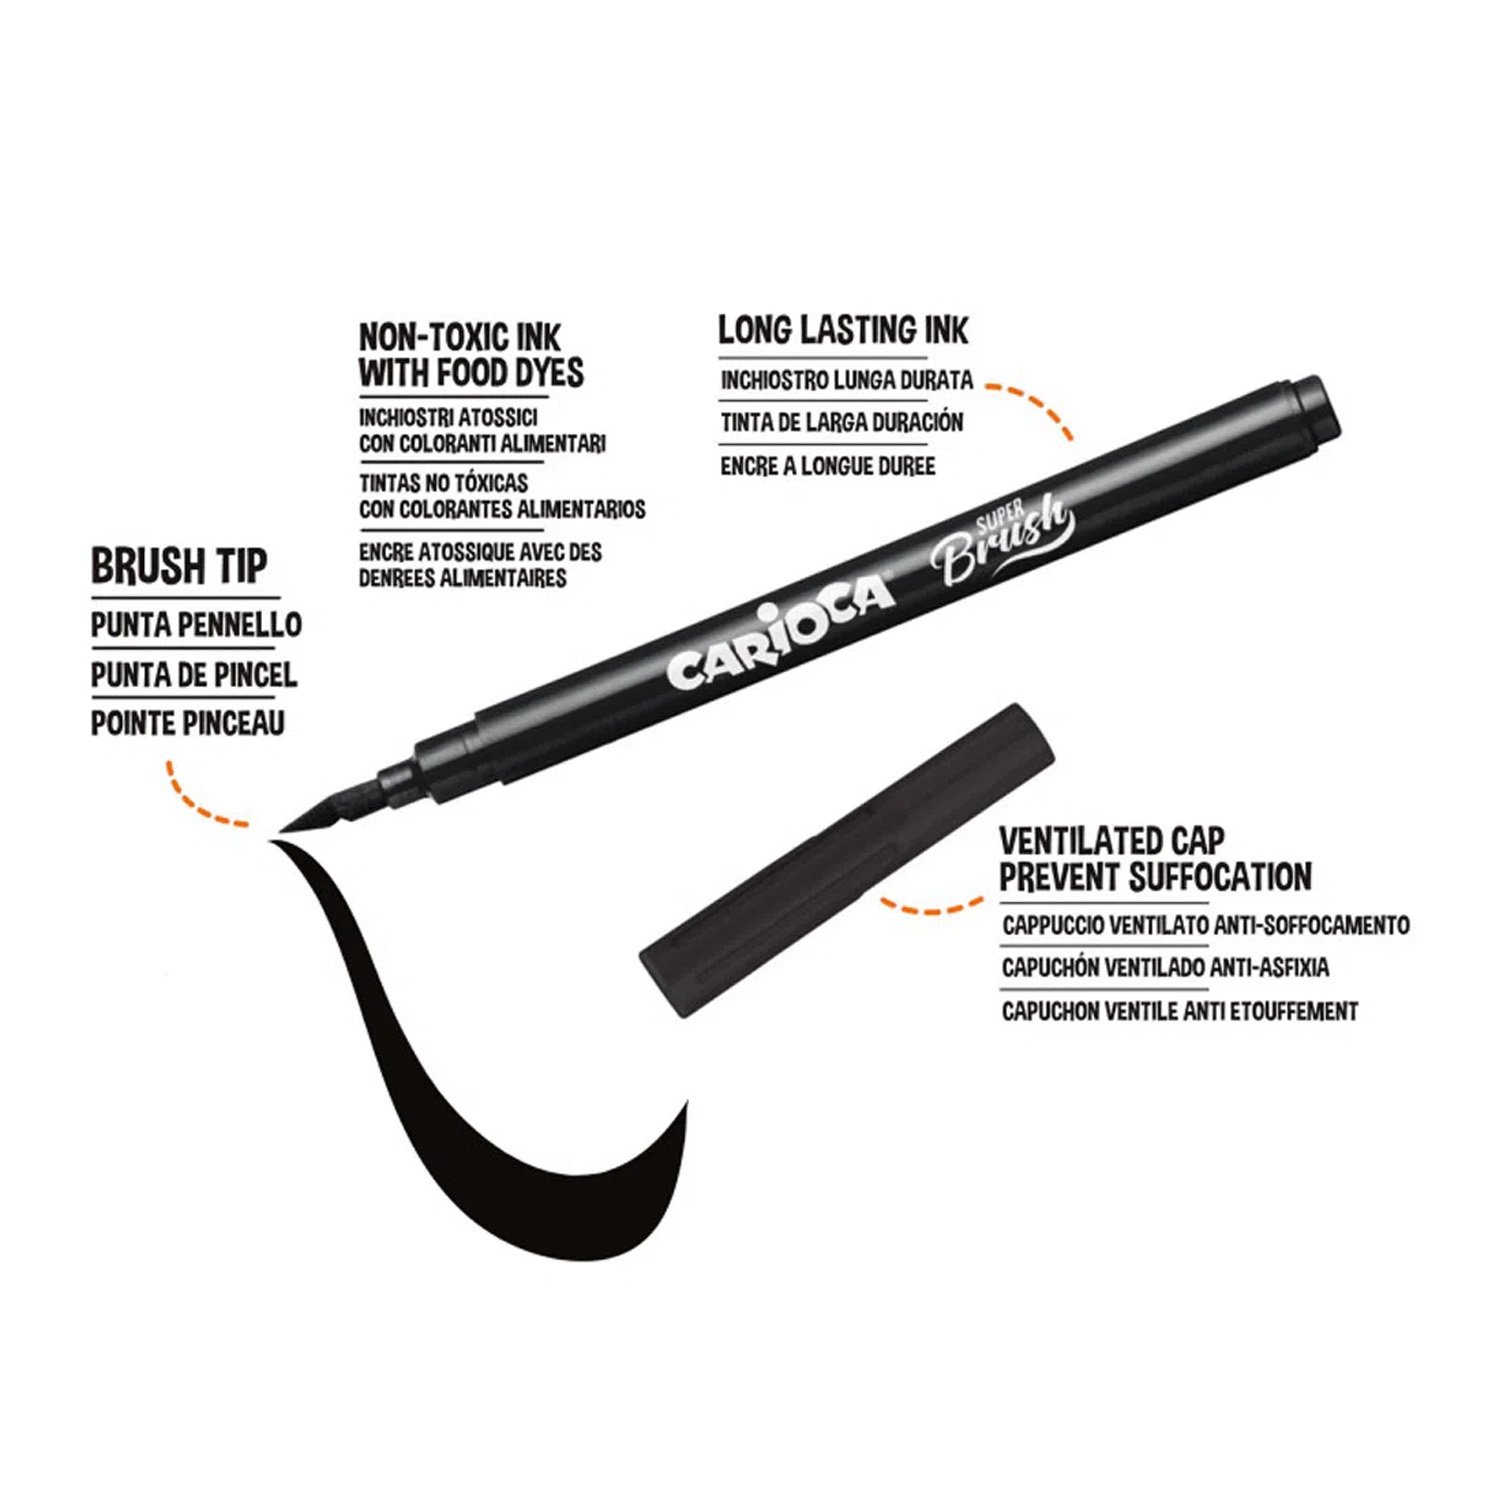 NON-TOXIC INK
WITH FOOD DYES
INCHIOSTRI ATOSSICI
CON COLORANTI ALIMENTARI
TINTAS NO TÓXICAS
CON COLORANTES ALIMENTARIOS
ENCRE ATOSSIQUE AVEC DES
DENREES ALIMENTAIRES
LONG LASTING INK
INCHIOSTRO LUNGA DURATA
TINTA DE LARGA DURACIÓN
ENCRE A LONGUE DUREE
BRUSH TIP
PUNTA PENNELLO
PUNTA DE PINCEL
POINTE PINCEAU
CARIOCA®
SUPER
Brush
VENTILATED CAP
PREVENT SUFFOCATION
CAPPUCCIO VENTILATO ANTI-SOFFOCAMENTO
CAPUCHÓN VENTILADO ANTI-ASFIXIA
CAPUCHON VENTILE ANTI ETOUFFEMENT